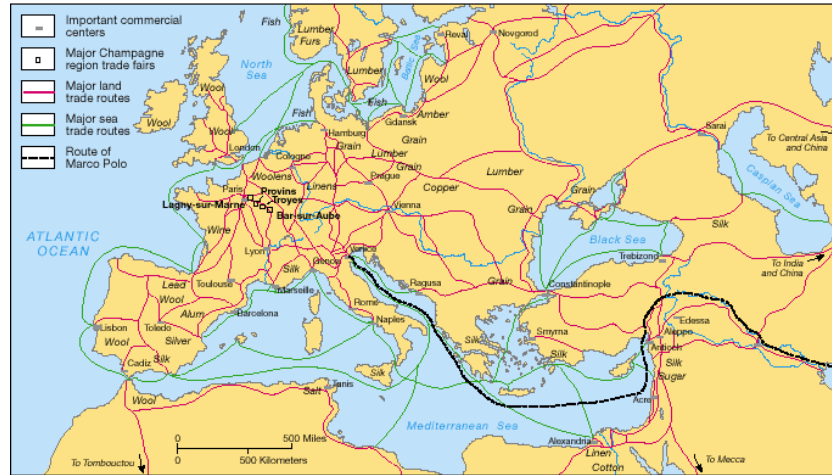 Important commercial
centers
Major Champagne
region trade fairs
Major land
trade routes
Major sea
trade routes
Route of
Marco Polo
Fish
Lumber
Furs
Reval
Novgorod
North
Sea
Lumber
Baltic Sea
Wool
Wool
Fish
Amber
Fish
Gdansk
Wool
Hamburg
Grain
Grain
London
Cologne
Lumber
Grain
Sarai
To Central Asia
and China
Woolens
Linens
Prague
Copper
Lumber
Paris
Provins
Troyes
Lagny-sur-Marne
Bar-sur-Aube
Vienna
Grain
Grain
Caspian Sea
Wine
ATLANTIC
OCEAN
Lyon
Venice
Genoa
Black Sea
Silk
Trebizond
To India
and China
Silk
Lead
Wool
Toulouse
Marseille
Ragusa
Grain
Constantinople
Alum
Barcelona
Rome
Naples
Edessa
Aleppo
Antioch
Lisbon
Toledo
Wool
Silver
Smyrna
Silk
Silk
Silk
Sugar
Cadiz
Silk
Silk
Tunis
Wool
Salt
Acre
Mediterranean Sea
0
500 Miles
0
500 Kilometers
Alexandria
Linen
Cotton
To Tombouctou
To Mecca